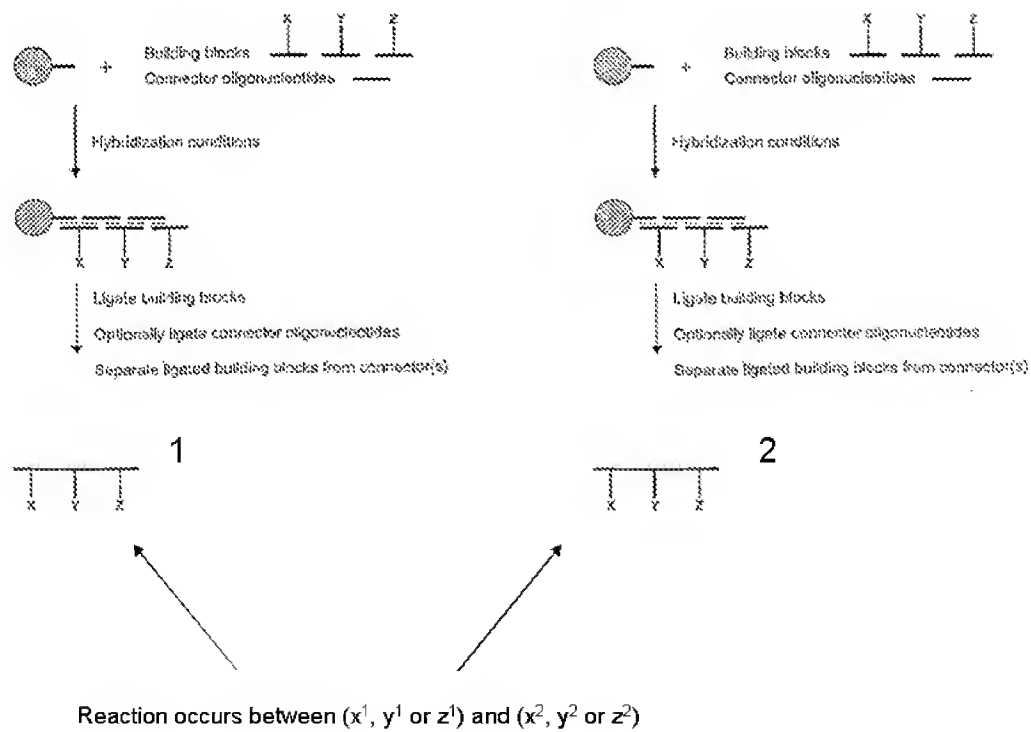 X Y Z
+ Building blocks
Connector oligonucleotides
Hybridization conditions
X Y Z
Ligate building blocks
Optionally ligate connector oligonucleotides
Separate ligated building blocks from connector(s)
1
X Y Z
X Y Z
+ Building blocks
Connector oligonucleotides
Hybridization conditions
X Y Z
Ligate building blocks
Optionally ligate connector oligonucleotides
Separate ligated building blocks from connector(s)
2
X Y Z
Reaction occurs between (x¹, y¹ or z¹) and (x², y² or z²)